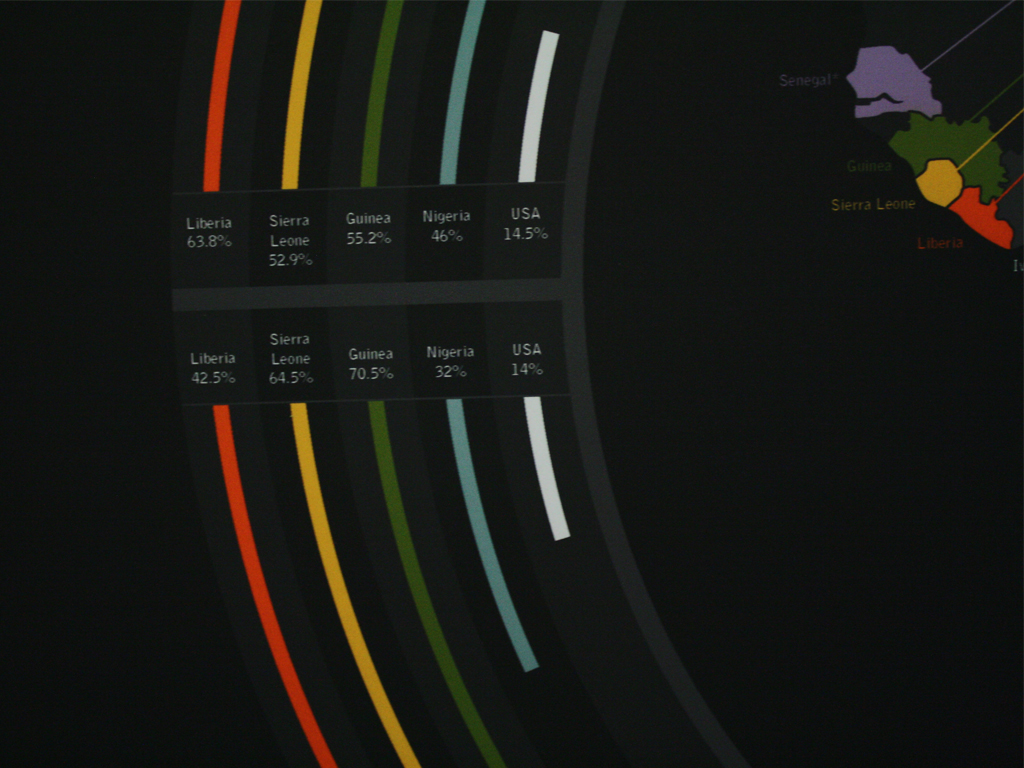 Senegal*
Guinea
Sierra Leone
Liberia
Liberia
63.8%
Sierra
Leone
52.9%
Guinea
55.2%
Nigeria
46%
USA
14.5%
Liberia
42.5%
Sierra
Leone
64.5%
Guinea
70.5%
Nigeria
32%
USA
14%